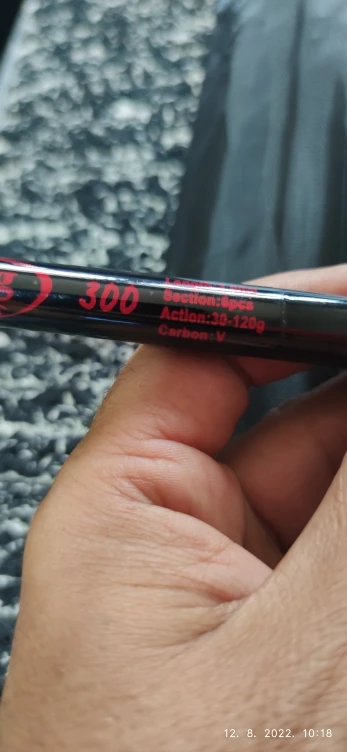 300
Section:6pcs
Action:30-120g
Carbon:V
12. 8. 2022. 10:18